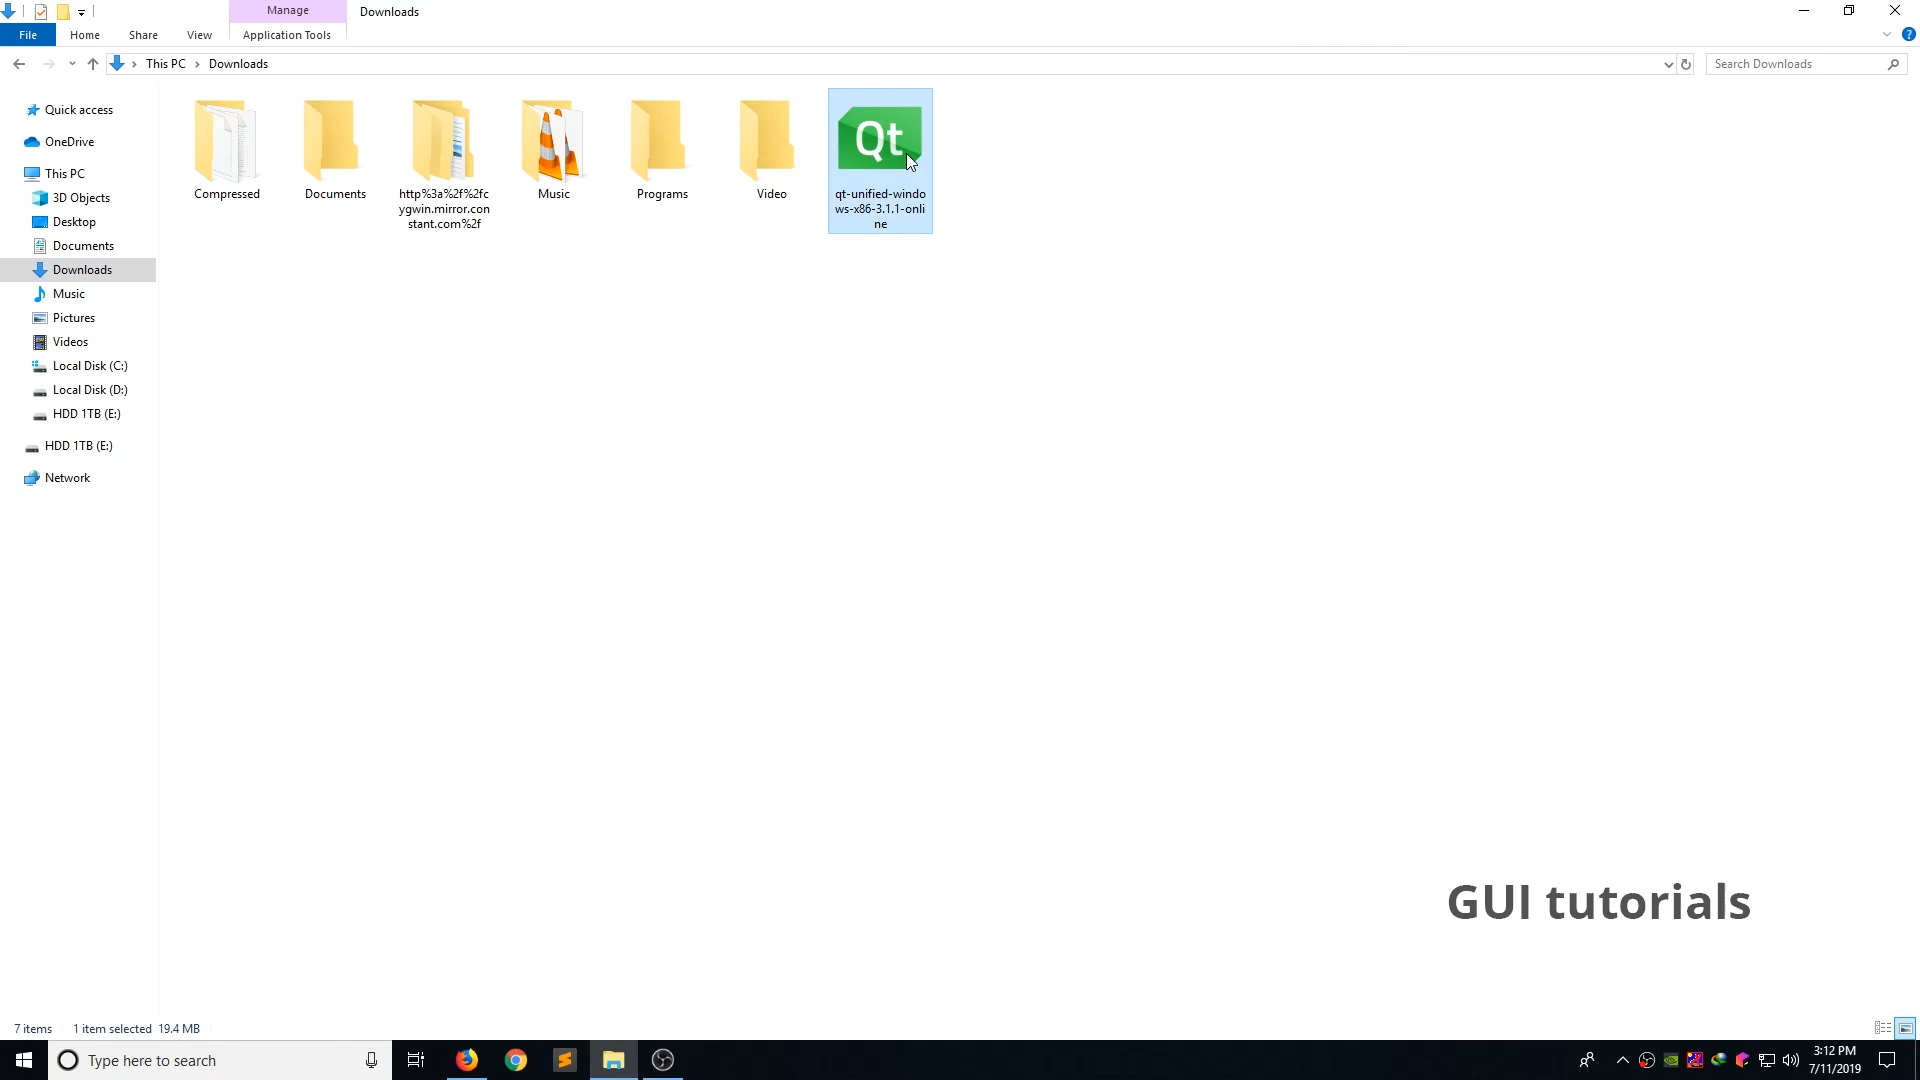 Manage
Downloads
File
Home
Share
View
Application Tools
This PC
Downloads
Search Downloads
Quick access
OneDrive
This PC
3D Objects
Desktop
Documents
Downloads
Music
Pictures
Videos
Local Disk (C:)
Local Disk (D:)
HDD 1TB (E:)
HDD 1TB (E:)
Network
Compressed
Documents
http%3a%2f%2fc
ygwin.mirror.con
stant.com%2f
Music
Programs
Video
Qt
qt-unified-windo
ws-x86-3.1.1-onli
ne
GUI tutorials
7 items
1 item selected 19.4 MB
Type here to search
3:12 PM
7/11/2019